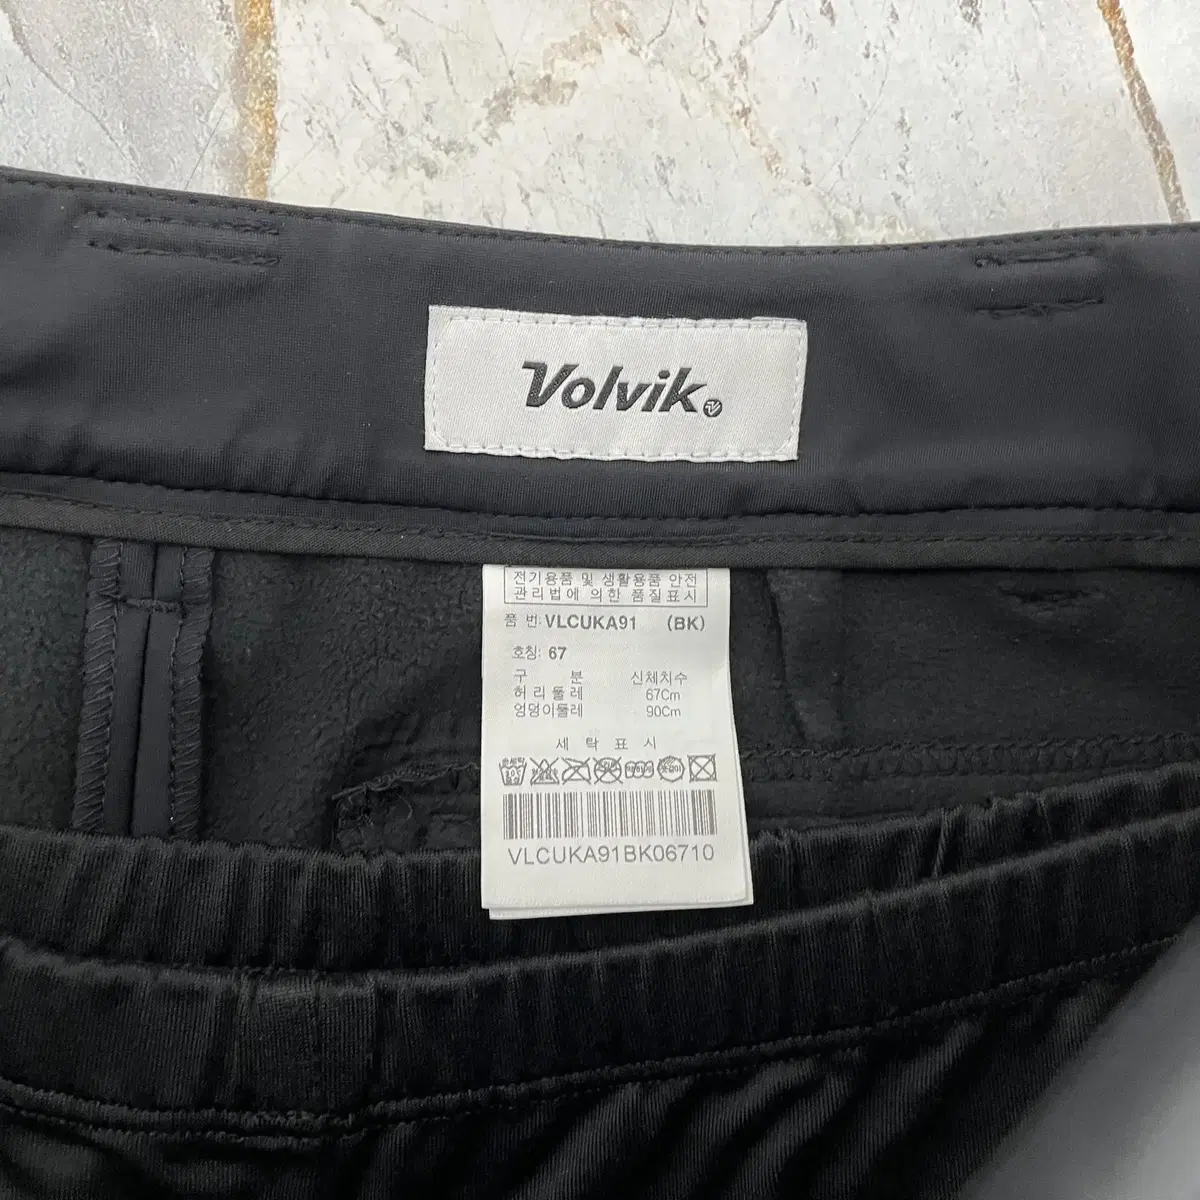 Volvik
전기용품 및 생활용품 안전
관리법에 의한 품질표시
품 번: VLCUKA91 (BK)
호칭: 67
구 분 신체치수
허리둘레 67Cm
엉덩이둘레 90Cm
세 탁 표 시
VLCUKA91BK06710